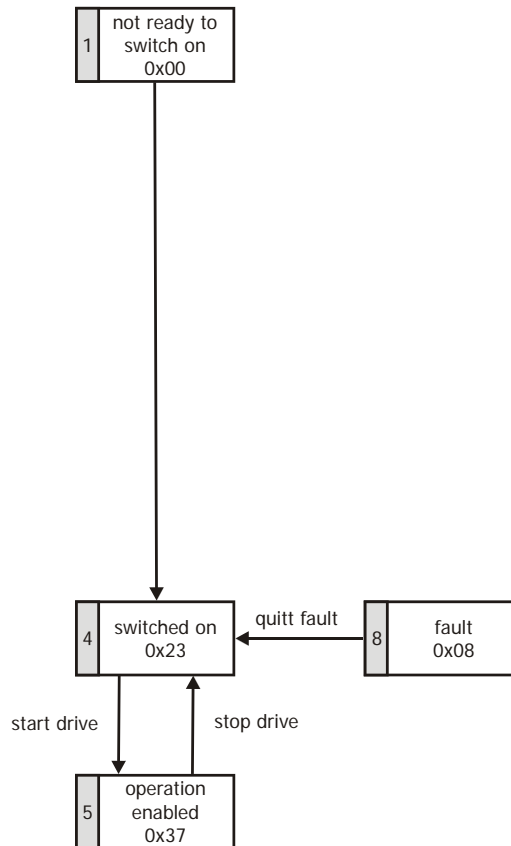 1
not ready to
switch on
0x00
4
switched on
0x23
quitt fault
8
fault
0x08
start drive
stop drive
5
operation
enabled
0x37